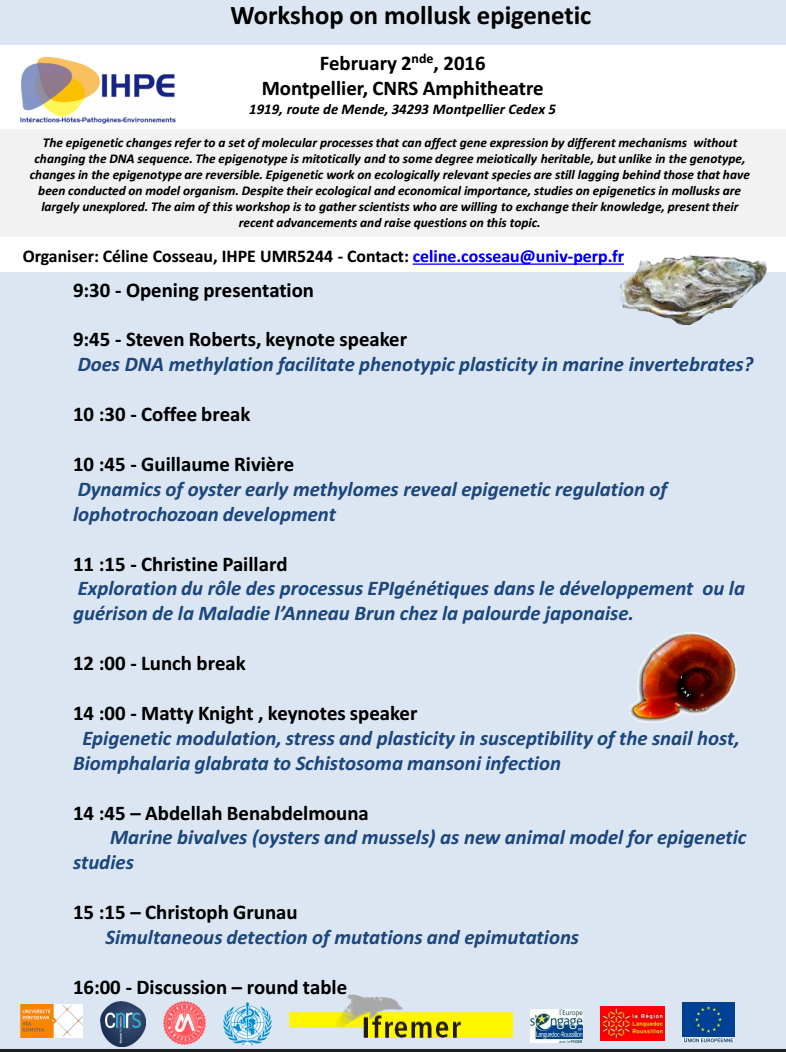 Workshop on mollusk epigenetic
February 2nde, 2016
Montpellier, CNRS Amphitheatre
1919, route de Mende, 34293 Montpellier Cedex 5
IHPE
Intéractions-Hôtes-Pathogènes-Environnements
The epigenetic changes refer to a set of molecular processes that can affect gene expression by different mechanisms without
changing the DNA sequence. The epigenotype is mitotically and to some degree meiotically heritable, but unlike in the genotype,
changes in the epigenotype are reversible. Epigenetic work on ecologically relevant species are still lagging behind those that have
been conducted on model organism. Despite their ecological and economical importance, studies on epigenetics in mollusks are
largely unexplored. The aim of this workshop is to gather scientists who are willing to exchange their knowledge, present their
recent advancements and raise questions on this topic.
Organiser: Céline Cosseau, IHPE UMR5244 - Contact: celine.cosseau@univ-perp.fr
9:30 - Opening presentation
9:45 - Steven Roberts, keynote speaker
Does DNA methylation facilitate phenotypic plasticity in marine invertebrates?
10 :30 - Coffee break
10 :45 - Guillaume Rivière
Dynamics of oyster early methylomes reveal epigenetic regulation of
lophotrochozoan development
11 :15 - Christine Paillard
Exploration du rôle des processus EPIgénétiques dans le développement ou la
guérison de la Maladie l'Anneau Brun chez la palourde japonaise.
12 :00 - Lunch break
14 :00 - Matty Knight , keynotes speaker
Epigenetic modulation, stress and plasticity in susceptibility of the snail host,
Biomphalaria glabrata to Schistosoma mansoni infection
14 :45 – Abdellah Benabdelmouna
Marine bivalves (oysters and mussels) as new animal model for epigenetic
studies
15 :15 – Christoph Grunau
Simultaneous detection of mutations and epimutations
16:00 - Discussion – round table
UNIVERSITE
PERPIGNAN
VIA
DOMITIA
cnrs
Ifremer
l'Europe
s'engage
Languedoc-Roussillon
la Région
Languedoc
Roussillon
UNION EUROPÉENNE